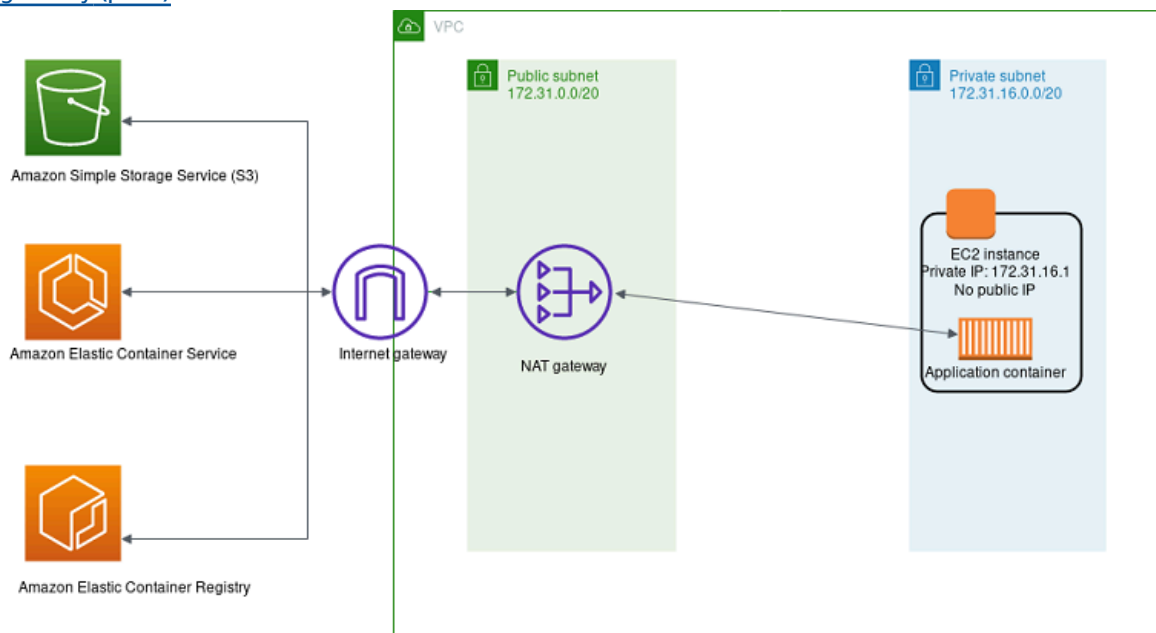 VPC
Public subnet
172.31.0.0/20
Private subnet
172.31.16.0.0/20
Amazon Simple Storage Service (S3)
EC2 instance
Private IP: 172.31.16.1
No public IP
Amazon Elastic Container Service
Internet gateway
NAT gateway
Application container
Amazon Elastic Container Registry